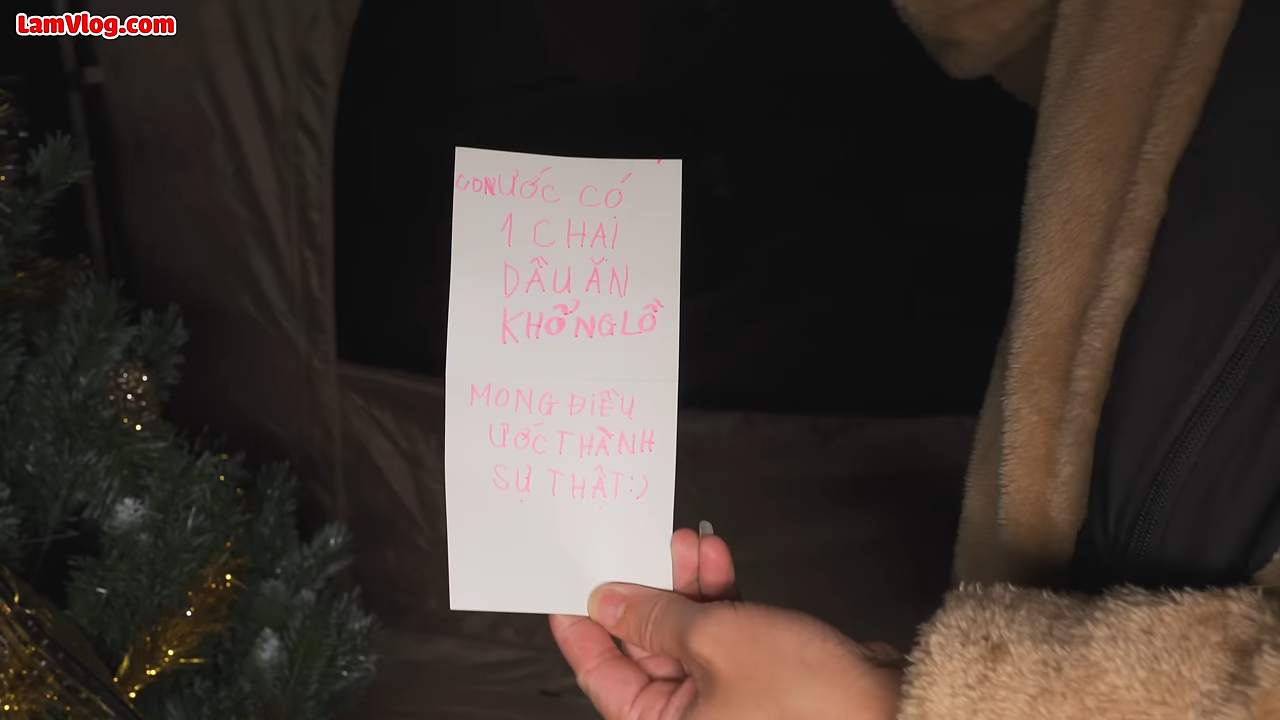 LamVlog.com
CON ƯỚC CÓ
1 CHAI
DẦU ĂN
KHỔNG LỒ
MONG ĐIỀU
ƯỚC THÀNH
SỰ THẬT:)